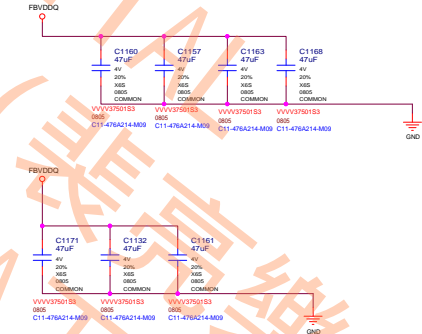 FBVDDQ
C1160 C1157 C1163 C1168
47uF 47uF 47uF 47uF
4V 4V 4V 4V
20% 20% 20% 20%
X6S X6S X6S X6S
0805 0805 0805 0805
COMMON COMMON COMMON COMMON
VVVV37501S3 VVVV37501S3 VVVV37501S3 VVVV37501S3
0805 0805 0805 0805
C11-476A214-M09 C11-476A214-M09 C11-476A214-M09 C11-476A214-M09
GND
FBVDDQ
C1171 C1132 C1161
47uF 47uF 47uF
4V 4V 4V
20% 20% 20%
X6S X6S X6S
0805 0805 0805
COMMON COMMON COMMON
VVVV37501S3 VVVV37501S3 VVVV37501S3
0805 0805 0805
C11-476A214-M09 C11-476A214-M09 C11-476A214-M09
GND